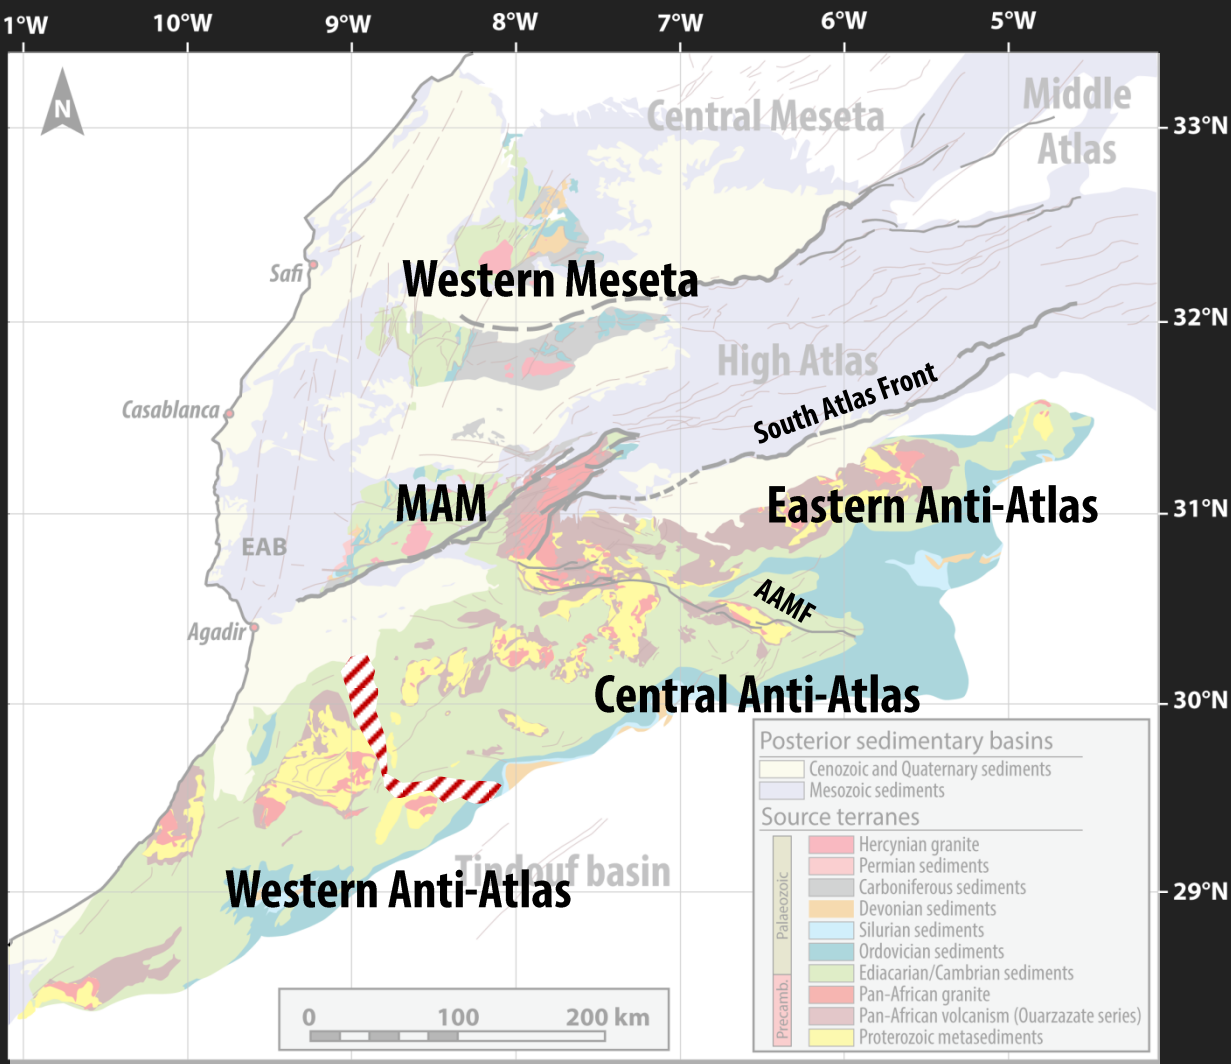 1°W 10°W 9°W 8°W 7°W 6°W 5°W
N
Central Meseta
Middle
Atlas
33°N
Safi
Western Meseta
32°N
High Atlas
South Atlas Front
Casablanca
MAM
Eastern Anti-Atlas
31°N
EAB
AAMF
Agadir
Central Anti-Atlas
30°N
Tindouf basin
Western Anti-Atlas
29°N
Posterior sedimentary basins
Cenozoic and Quaternary sediments
Mesozoic sediments
Source terranes
Palaeozoic
Hercynian granite
Permian sediments
Carboniferous sediments
Devonian sediments
Silurian sediments
Ordovician sediments
Ediacarian/Cambrian sediments
Precamb.
Pan-African granite
Pan-African volcanism (Ouarzazate series)
Proterozoic metasediments
0 100 200 km